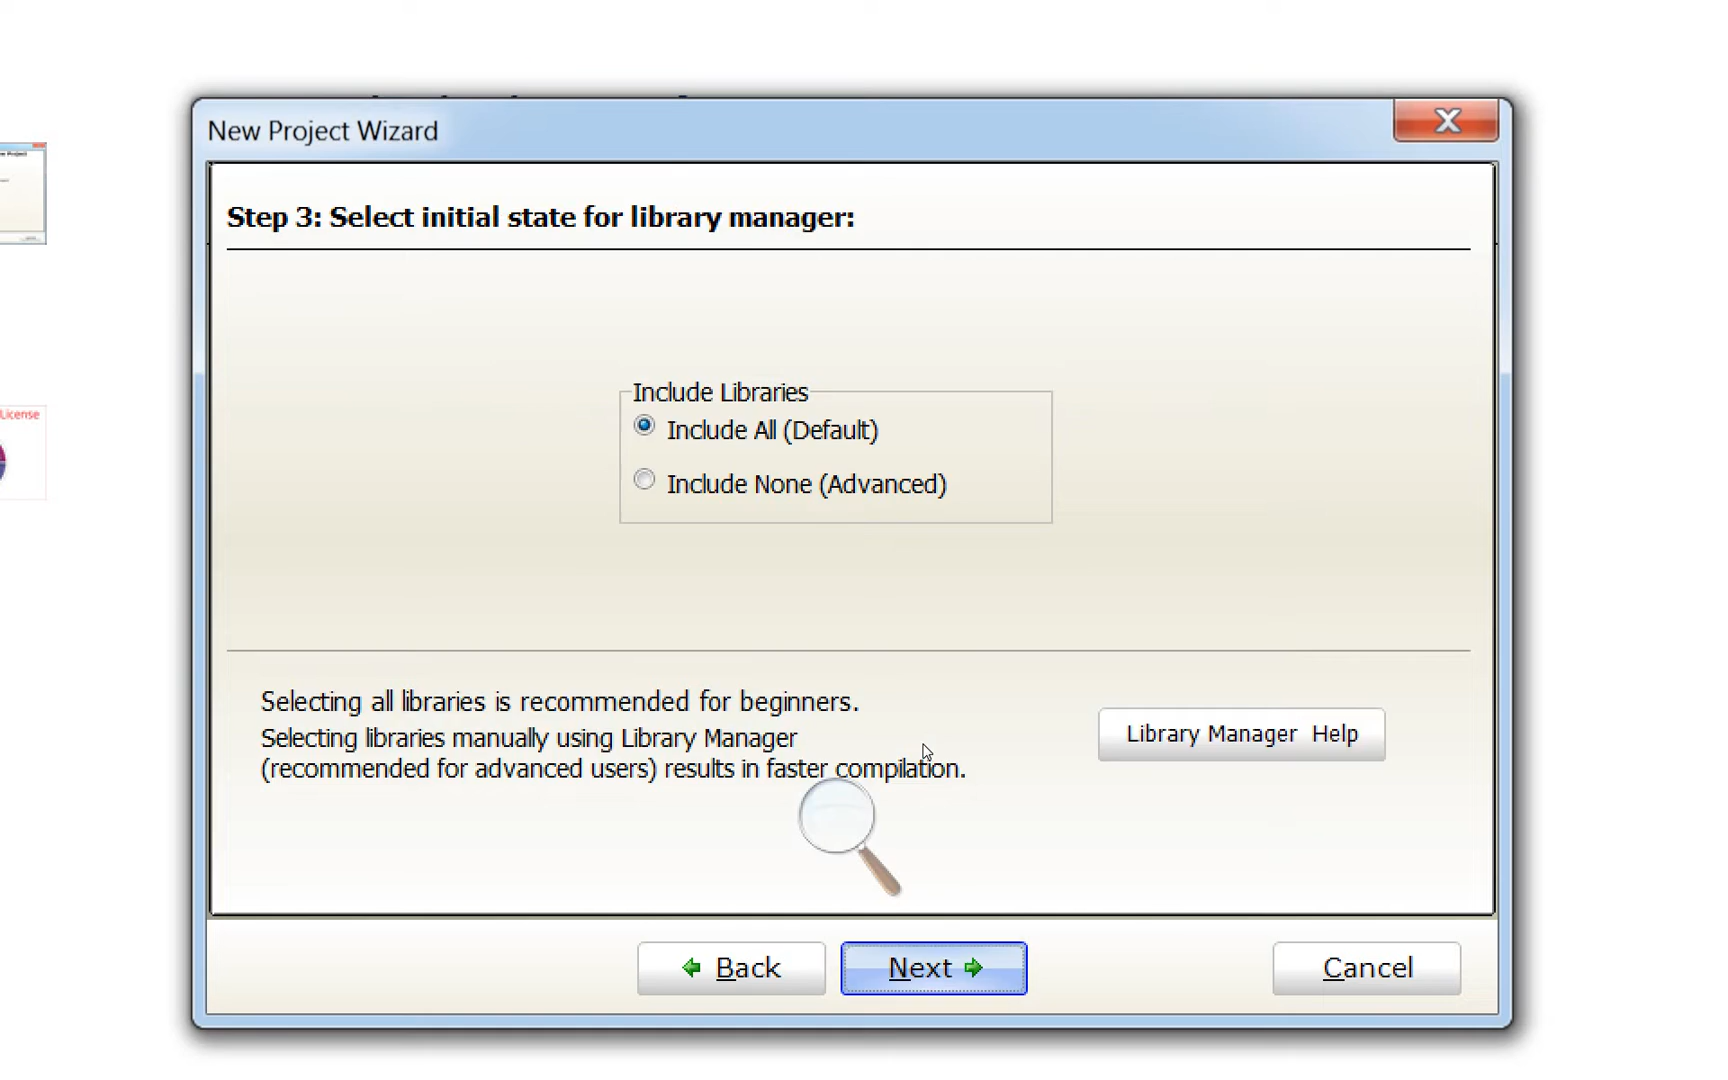 License
New Project Wizard
Step 3: Select initial state for library manager:
Include Libraries
Include All (Default)
Include None (Advanced)
Selecting all libraries is recommended for beginners.
Selecting libraries manually using Library Manager
(recommended for advanced users) results in faster compilation.
Library Manager Help
Back
Next
Cancel